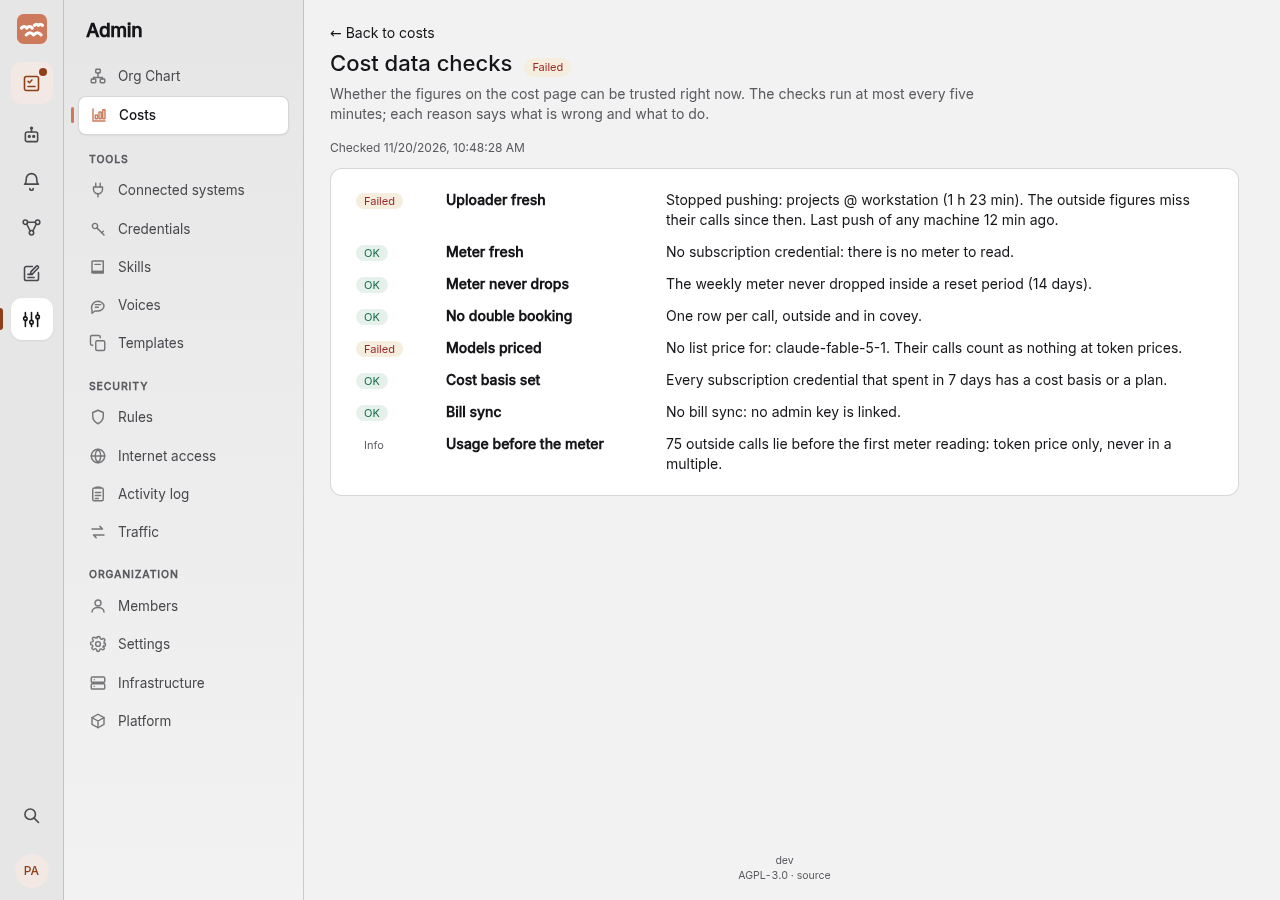 Admin
Org Chart
Costs
TOOLS
Connected systems
Credentials
Skills
Voices
Templates
SECURITY
Rules
Internet access
Activity log
Traffic
ORGANIZATION
Members
Settings
Infrastructure
Platform
PA
← Back to costs
Cost data checks Failed
Whether the figures on the cost page can be trusted right now. The checks run at most every five
minutes; each reason says what is wrong and what to do.
Checked 11/20/2026, 10:48:28 AM
Failed Uploader fresh Stopped pushing: projects @ workstation (1 h 23 min). The outside figures miss
their calls since then. Last push of any machine 12 min ago.
OK Meter fresh No subscription credential: there is no meter to read.
OK Meter never drops The weekly meter never dropped inside a reset period (14 days).
OK No double booking One row per call, outside and in covey.
Failed Models priced No list price for: claude-fable-5-1. Their calls count as nothing at token prices.
OK Cost basis set Every subscription credential that spent in 7 days has a cost basis or a plan.
OK Bill sync No bill sync: no admin key is linked.
Info Usage before the meter 75 outside calls lie before the first meter reading: token price only, never in a
multiple.
dev
AGPL-3.0 · source